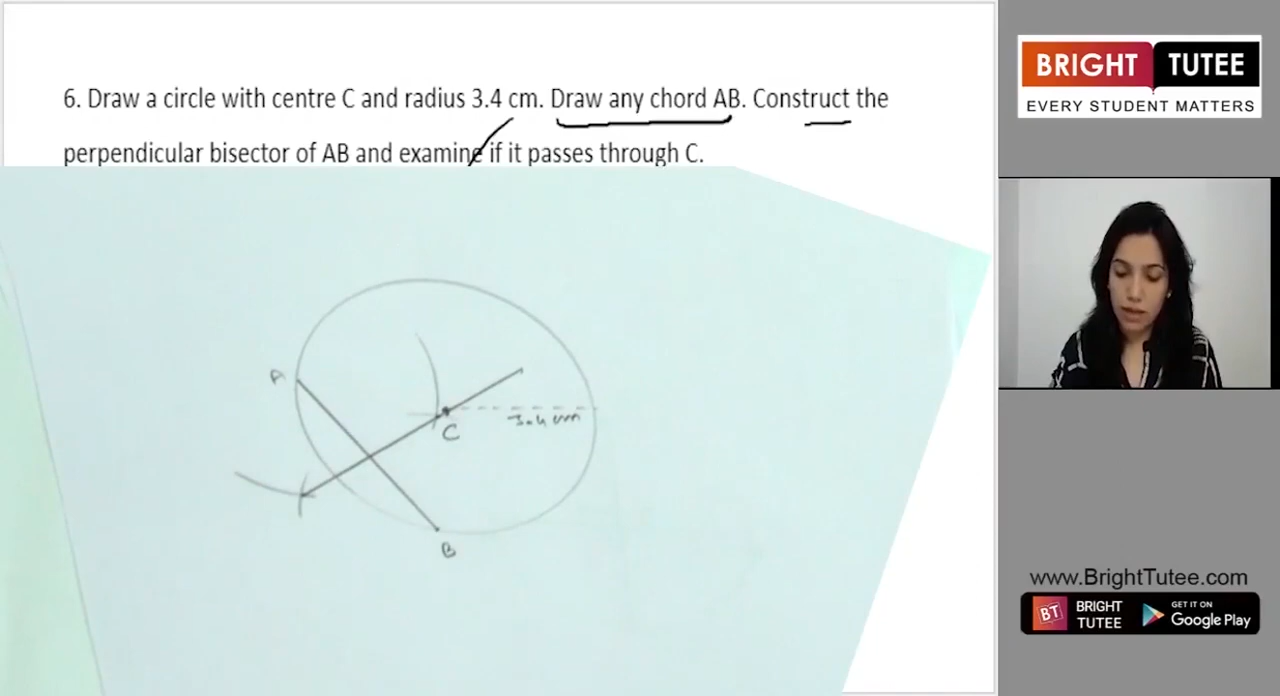 6. Draw a circle with centre C and radius 3.4 cm. Draw any chord AB. Construct the
perpendicular bisector of AB and examine if it passes through C.
A
C
3.4 cm
B
BRIGHT TUTEE
EVERY STUDENT MATTERS
www.BrightTutee.com
BT
BRIGHT
TUTEE
GET IT ON
Google Play